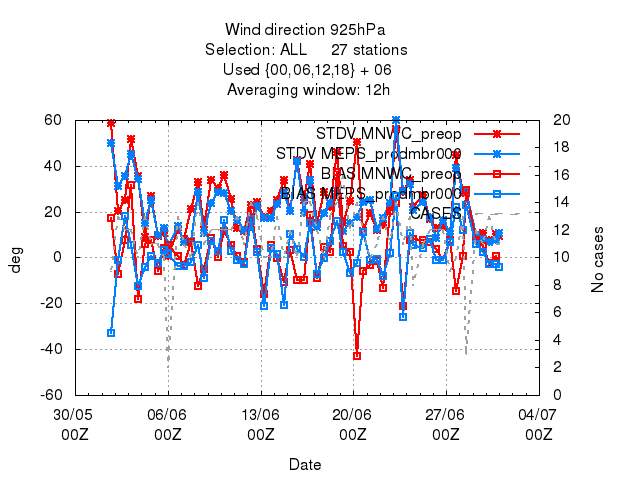 Wind direction 925hPa
Selection: ALL 27 stations
Used {00,06,12,18} + 06
Averaging window: 12h
60 20
STDV MNWC_preop 18
STDV MEPS_prodmbr000
40 16
BIAS MNWC_preop
BIAS MEPS_prodmbr000 14
20 CASES
12
deg 0 10 No cases
8
-20 6
4
-40
2
-60 0
30/05 06/06 13/06 20/06 27/06 04/07
00Z 00Z 00Z 00Z 00Z 00Z
Date